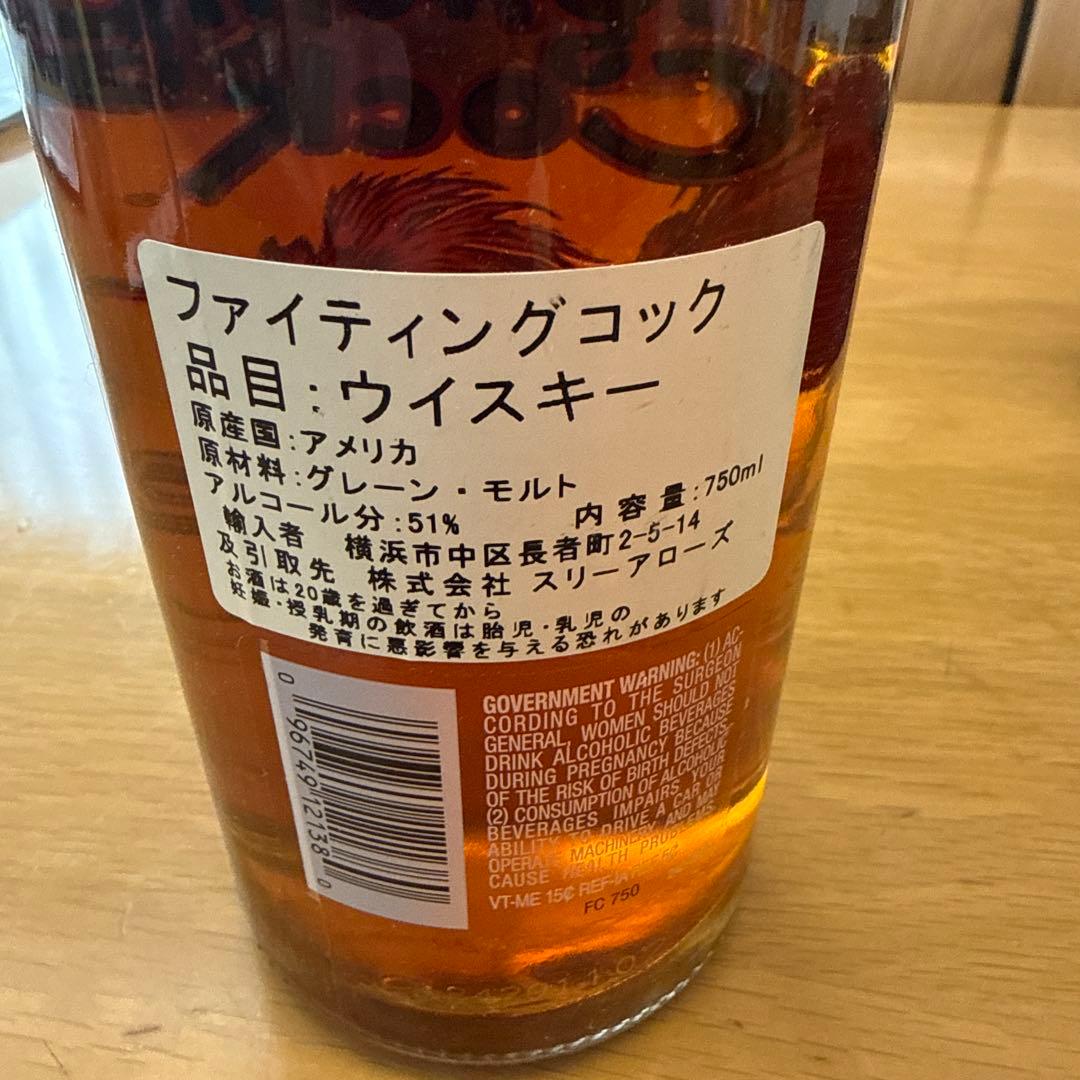 ファイティングコック
品目:ウイスキー
原産国:アメリカ
原材料:グレーン・モルト
アルコール分:51% 内容量:750ml
輸入者 横浜市中区長者町2-5-14
及引取先 株式会社 スリーアローズ
お酒は20歳を過ぎてから
妊娠・授乳期の飲酒は胎児・乳児の
発育に悪影響を与える恐れがあります
0 96749 12138 0
GOVERNMENT WARNING: (1) AC-
CORDING TO THE SURGEON
GENERAL, WOMEN SHOULD NOT
DRINK ALCOHOLIC BEVERAGES
DURING PREGNANCY BECAUSE
OF THE RISK OF BIRTH DEFECTS.
(2) CONSUMPTION OF ALCOHOLIC
BEVERAGES IMPAIRS YOUR
ABILITY TO DRIVE A CAR OR
OPERATE MACHINERY, AND MAY
CAUSE HEALTH PROBLEMS.
VT-ME 15¢ REF-IA
FC 750